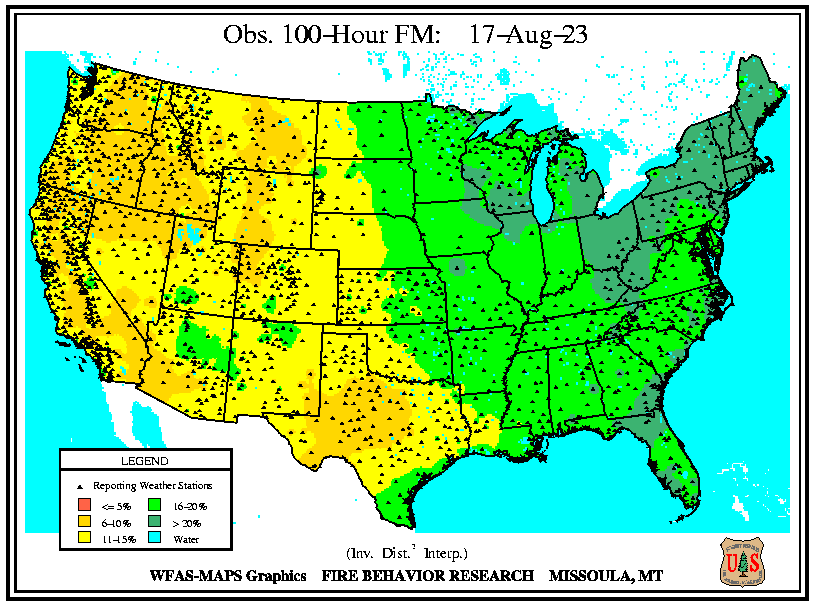 Obs. 100-Hour FM: 17-Aug-23
LEGEND
Reporting Weather Stations
<= 5% 16-20%
6-10% > 20%
11-15% Water
(Inv. Dist.² Interp.)
WFAS-MAPS Graphics FIRE BEHAVIOR RESEARCH MISSOULA, MT
U S